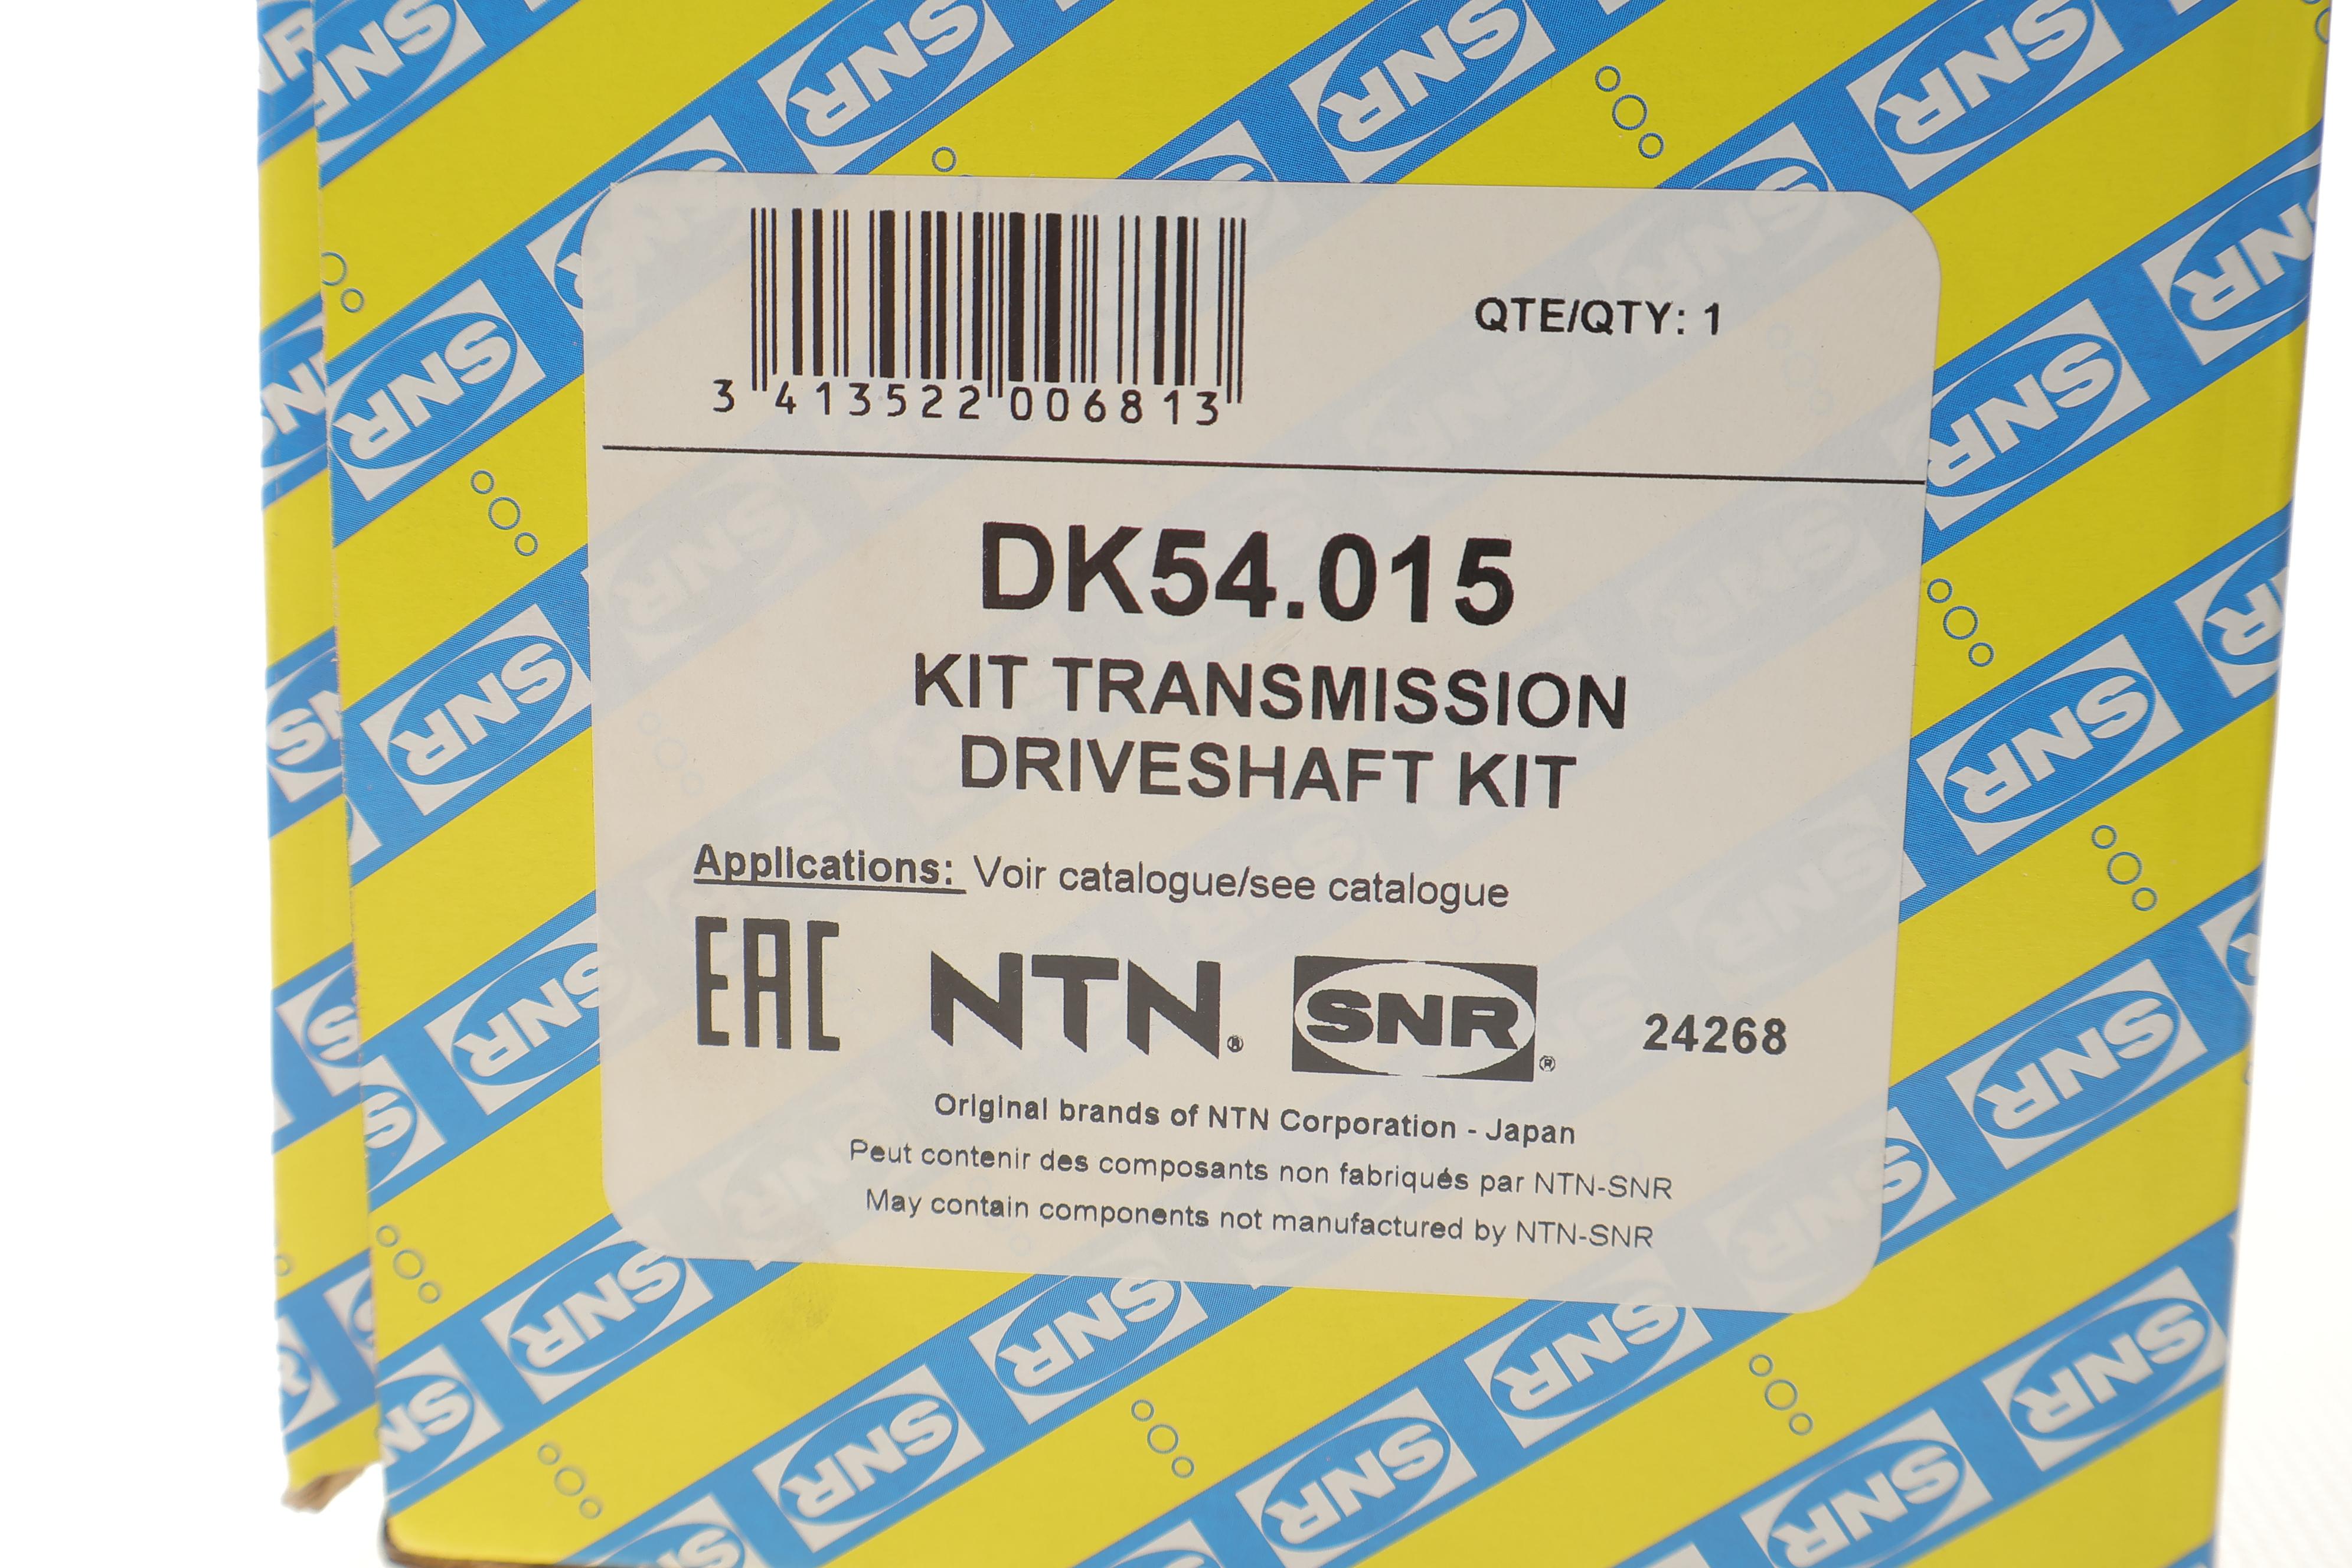 3 413522 006813
QTE/QTY: 1
DK54.015
KIT TRANSMISSION
DRIVESHAFT KIT
Applications: Voir catalogue/see catalogue
EAC NTN® SNR® 24268
Original brands of NTN Corporation - Japan
Peut contenir des composants non fabriqués par NTN-SNR
May contain components not manufactured by NTN-SNR